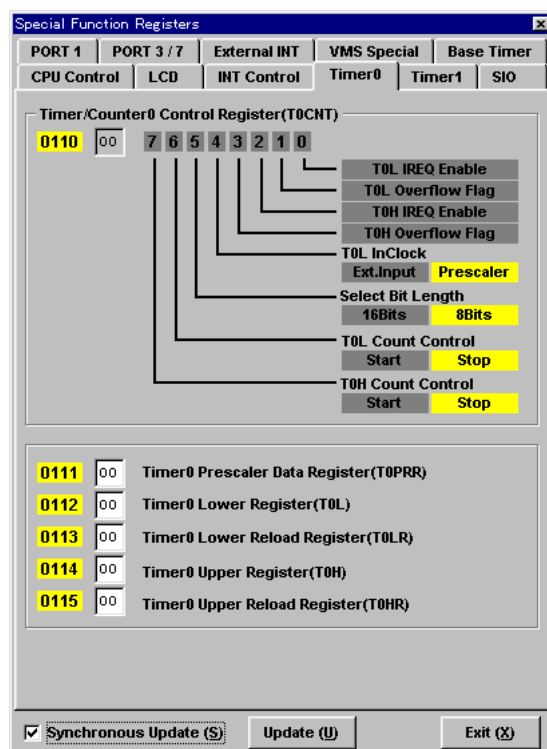 Special Function Registers
PORT 1 PORT 3 / 7 External INT VMS Special Base Timer
CPU Control LCD INT Control Timer0 Timer1 SIO
Timer/Counter0 Control Register(T0CNT)
0110 00 7 6 5 4 3 2 1 0
T0L IREQ Enable
T0L Overflow Flag
T0H IREQ Enable
T0H Overflow Flag
T0L InClock
Ext.Input Prescaler
Select Bit Length
16Bits 8Bits
T0L Count Control
Start Stop
T0H Count Control
Start Stop
0111 00 Timer0 Prescaler Data Register(T0PRR)
0112 00 Timer0 Lower Register(T0L)
0113 00 Timer0 Lower Reload Register(T0LR)
0114 00 Timer0 Upper Register(T0H)
0115 00 Timer0 Upper Reload Register(T0HR)
Synchronous Update (S) Update (U) Exit (X)